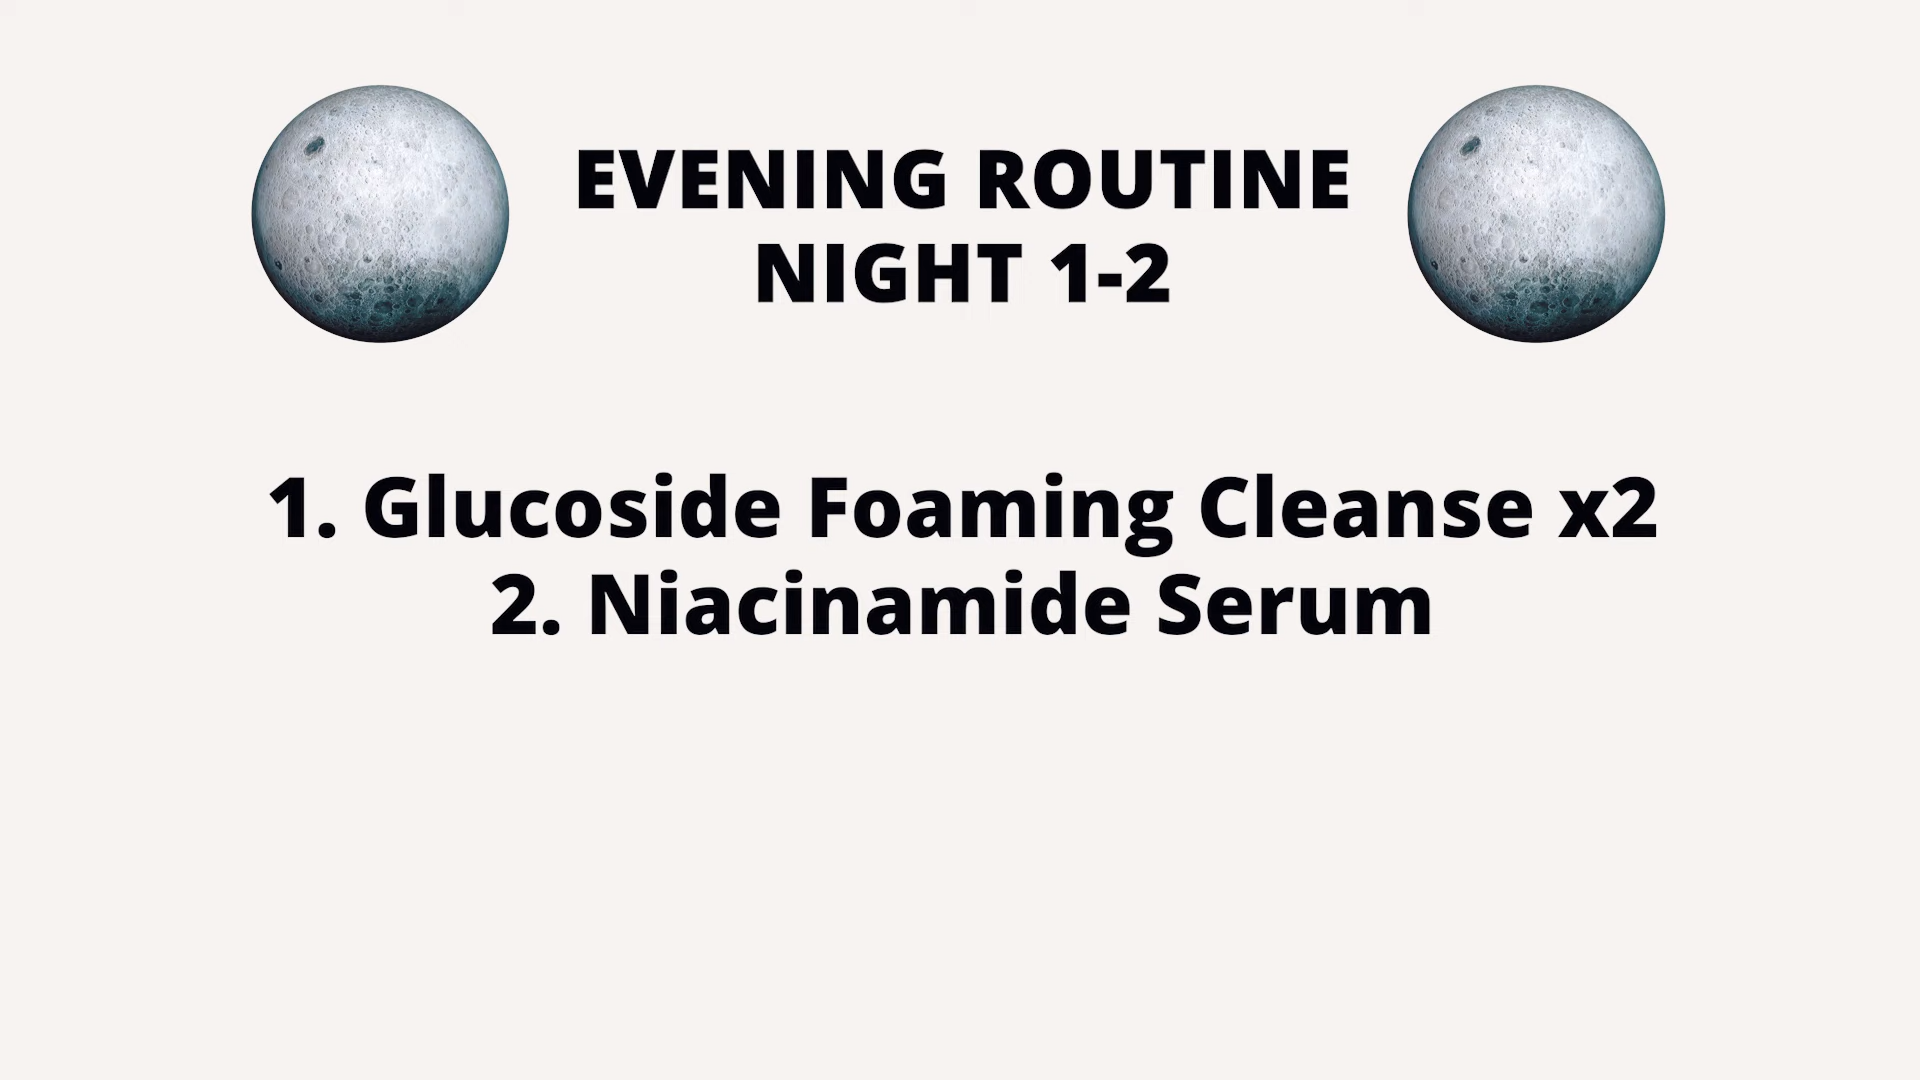 EVENING ROUTINE
NIGHT 1-2
1. Glucoside Foaming Cleanse x2
2. Niacinamide Serum